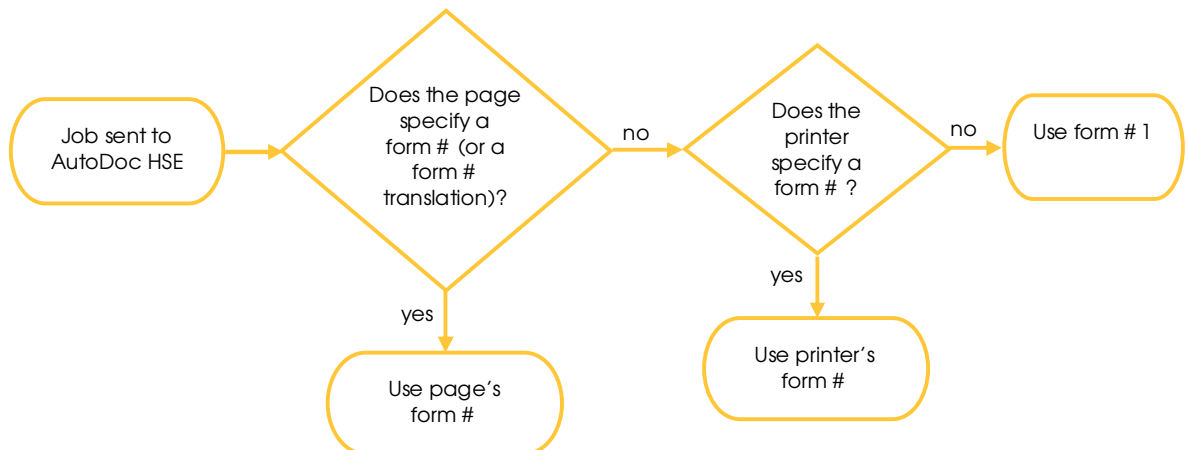 Job sent to
AutoDoc HSE
Does the page
specify a
form # (or a
form #
translation)?
no
yes
Use page’s
form #
Does the
printer
specify a
form # ?
no
yes
Use printer’s
form #
Use form # 1